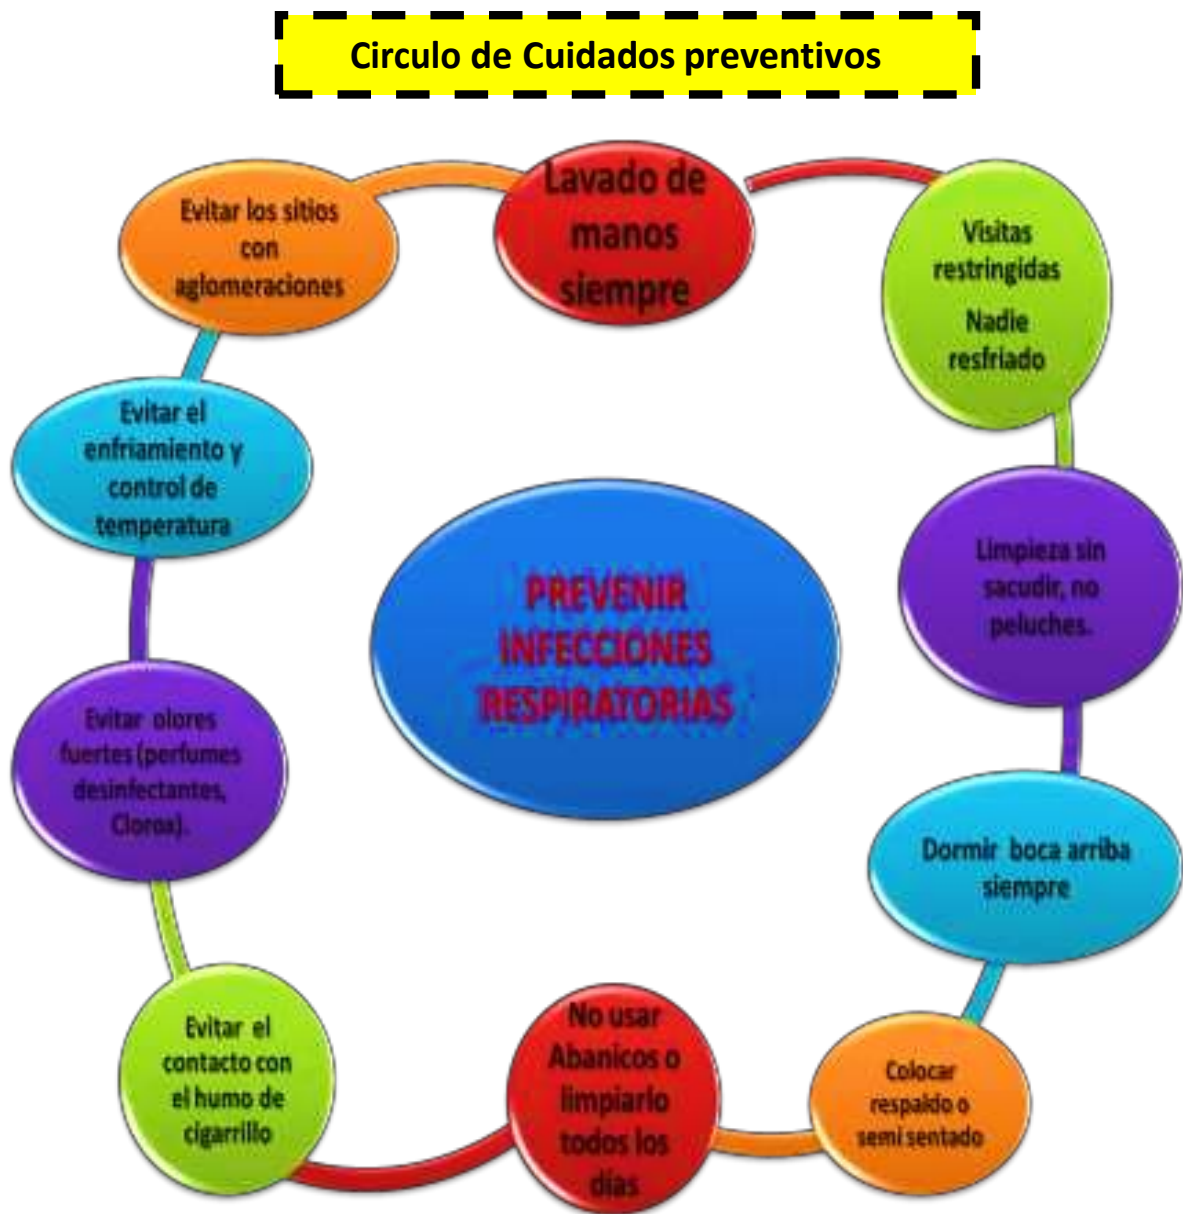 Circulo de Cuidados preventivos
Lavado de
manos
siempre
Visitas
restringidas
Nadie
resfriado
Limpieza sin
sacudir, no
peluches.
Dormir boca arriba
siempre
Colocar
respaldo o
semi sentado
No usar
Abanicos o
limpiarlo
todos los
días
Evitar el
contacto con
el humo de
cigarrillo
Evitar olores
fuertes (perfumes
desinfectantes,
Clorox).
Evitar el
enfriamiento y
control de
temperatura
Evitar los sitios
con
aglomeraciones
PREVENIR
INFECCIONES
RESPIRATORIAS